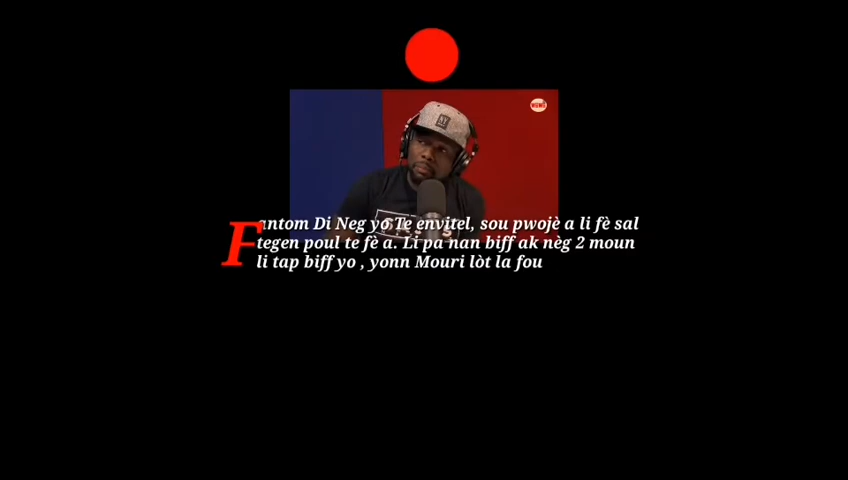 Fantom Di Neg yo Te envitel, sou pwojè a li fè sal
tegen poul te fè a. Li pa nan biff ak nèg 2 moun
li tap biff yo , yonn Mouri lòt la fou